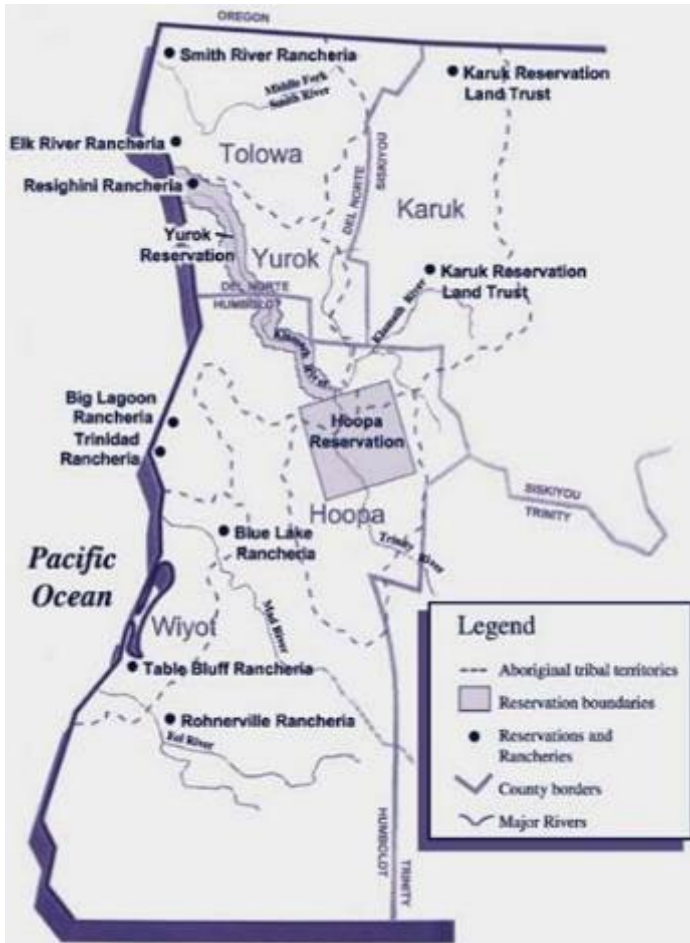 OREGON
Smith River Rancheria
Middle Fork
Smith River
Karuk Reservation
Land Trust
Elk River Rancheria
Tolowa
DEL NORTE
SISKIYOU
Resighini Rancheria
Karuk
Yurok
Reservation
Yurok
Karuk Reservation
Land Trust
DEL NORTE
HUMBOLDT
Klamath River
Klamath River
Big Lagoon
Rancheria
Trinidad
Rancheria
Hoopa
Reservation
SISKIYOU
TRINITY
Hoopa
Blue Lake
Rancheria
Trinity River
Pacific
Ocean
Mad River
Wiyot
Table Bluff Rancheria
Rohnerville Rancheria
Eel River
HUMBOLDT
TRINITY
Legend
Aboriginal tribal territories
Reservation boundaries
Reservations and
Rancheries
County borders
Major Rivers